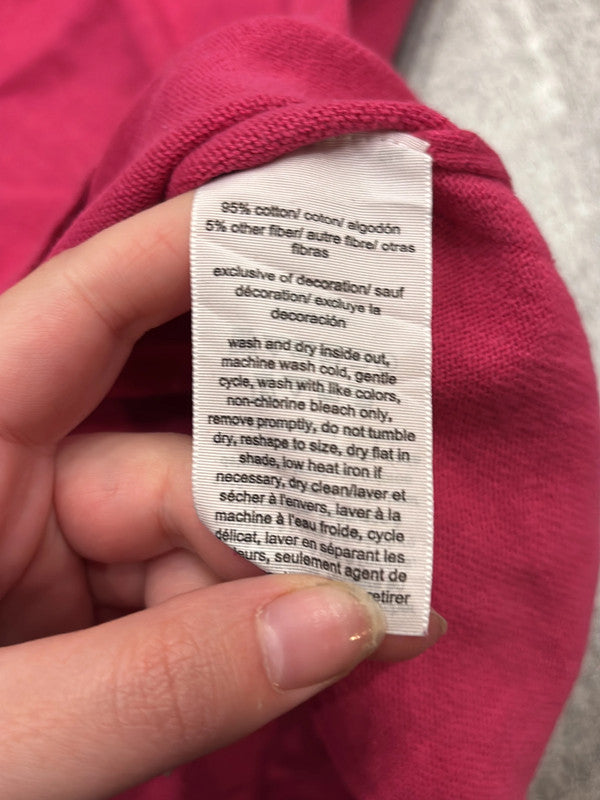 95% cotton/ coton/ algodón
5% other fiber/ autre fibre/ otras
fibras
exclusive of decoration/ sauf
décoration/ excluye la
decoración
wash and dry inside out,
machine wash cold, gentle
cycle, wash with like colors,
non-chlorine bleach only,
remove promptly, do not tumble
dry, reshape to size, dry flat in
shade, low heat iron if
necessary, dry clean/laver et
sécher à l'envers, laver à la
machine à l'eau froide, cycle
délicat, laver en séparant les
seulement agent de
retirer